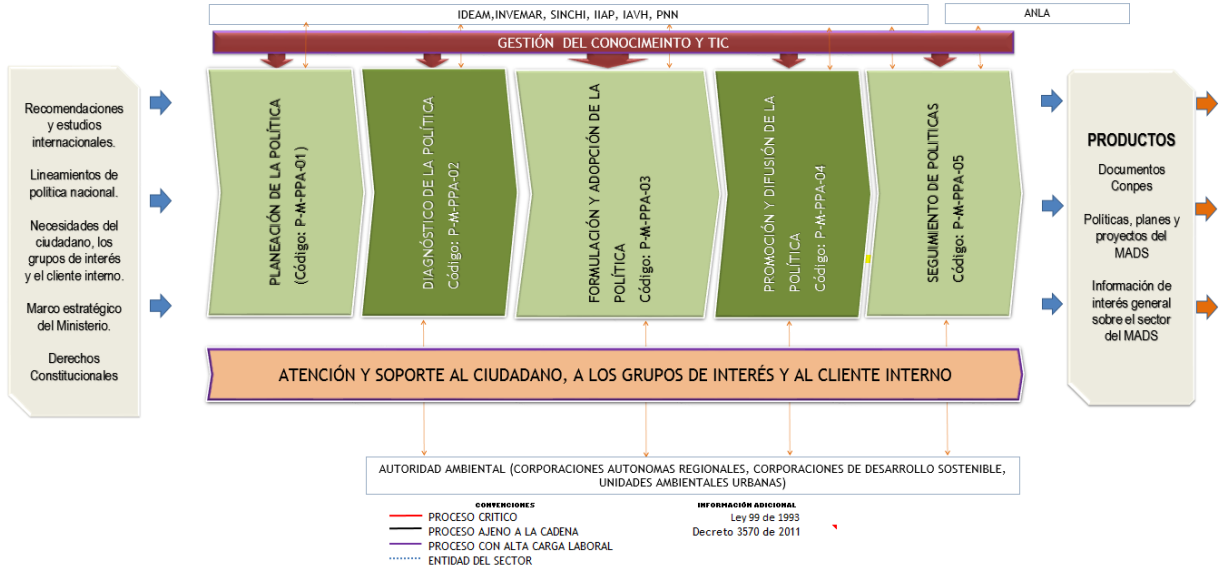 IDEAM,INVEMAR, SINCHI, IIAP, IAVH, PNN
ANLA
GESTIÓN DEL CONOCIMEINTO Y TIC
Recomendaciones
y estudios
internacionales.
Lineamientos de
política nacional.
Necesidades del
ciudadano, los
grupos de interés
y el cliente interno.
Marco estratégico
del Ministerio.
Derechos
Constitucionales
PLANEACIÓN DE LA POLÍTICA
(Código: P-M-PPA-01)
DIAGNÓSTICO DE LA POLÍTICA
Código: P-M-PPA-02
FORMULACIÓN Y ADOPCIÓN DE LA
POLÍTICA
Código: P-M-PPA-03
PROMOCIÓN Y DIFUSIÓN DE LA
POLÍTICA
Código: P-M-PPA-04
SEGUIMIENTO DE POLITICAS
Código: P-M-PPA-05
PRODUCTOS
Documentos
Conpes
Políticas, planes y
proyectos del
MADS
Información de
interés general
sobre el sector
del MADS
ATENCIÓN Y SOPORTE AL CIUDADANO, A LOS GRUPOS DE INTERÉS Y AL CLIENTE INTERNO
AUTORIDAD AMBIENTAL (CORPORACIONES AUTONOMAS REGIONALES, CORPORACIONES DE DESARROLLO SOSTENIBLE,
UNIDADES AMBIENTALES URBANAS)
CONVENCIONES
PROCESO CRITICO
PROCESO AJENO A LA CADENA
PROCESO CON ALTA CARGA LABORAL
ENTIDAD DEL SECTOR
INFORMACIÓN ADICIONAL
Ley 99 de 1993
Decreto 3570 de 2011